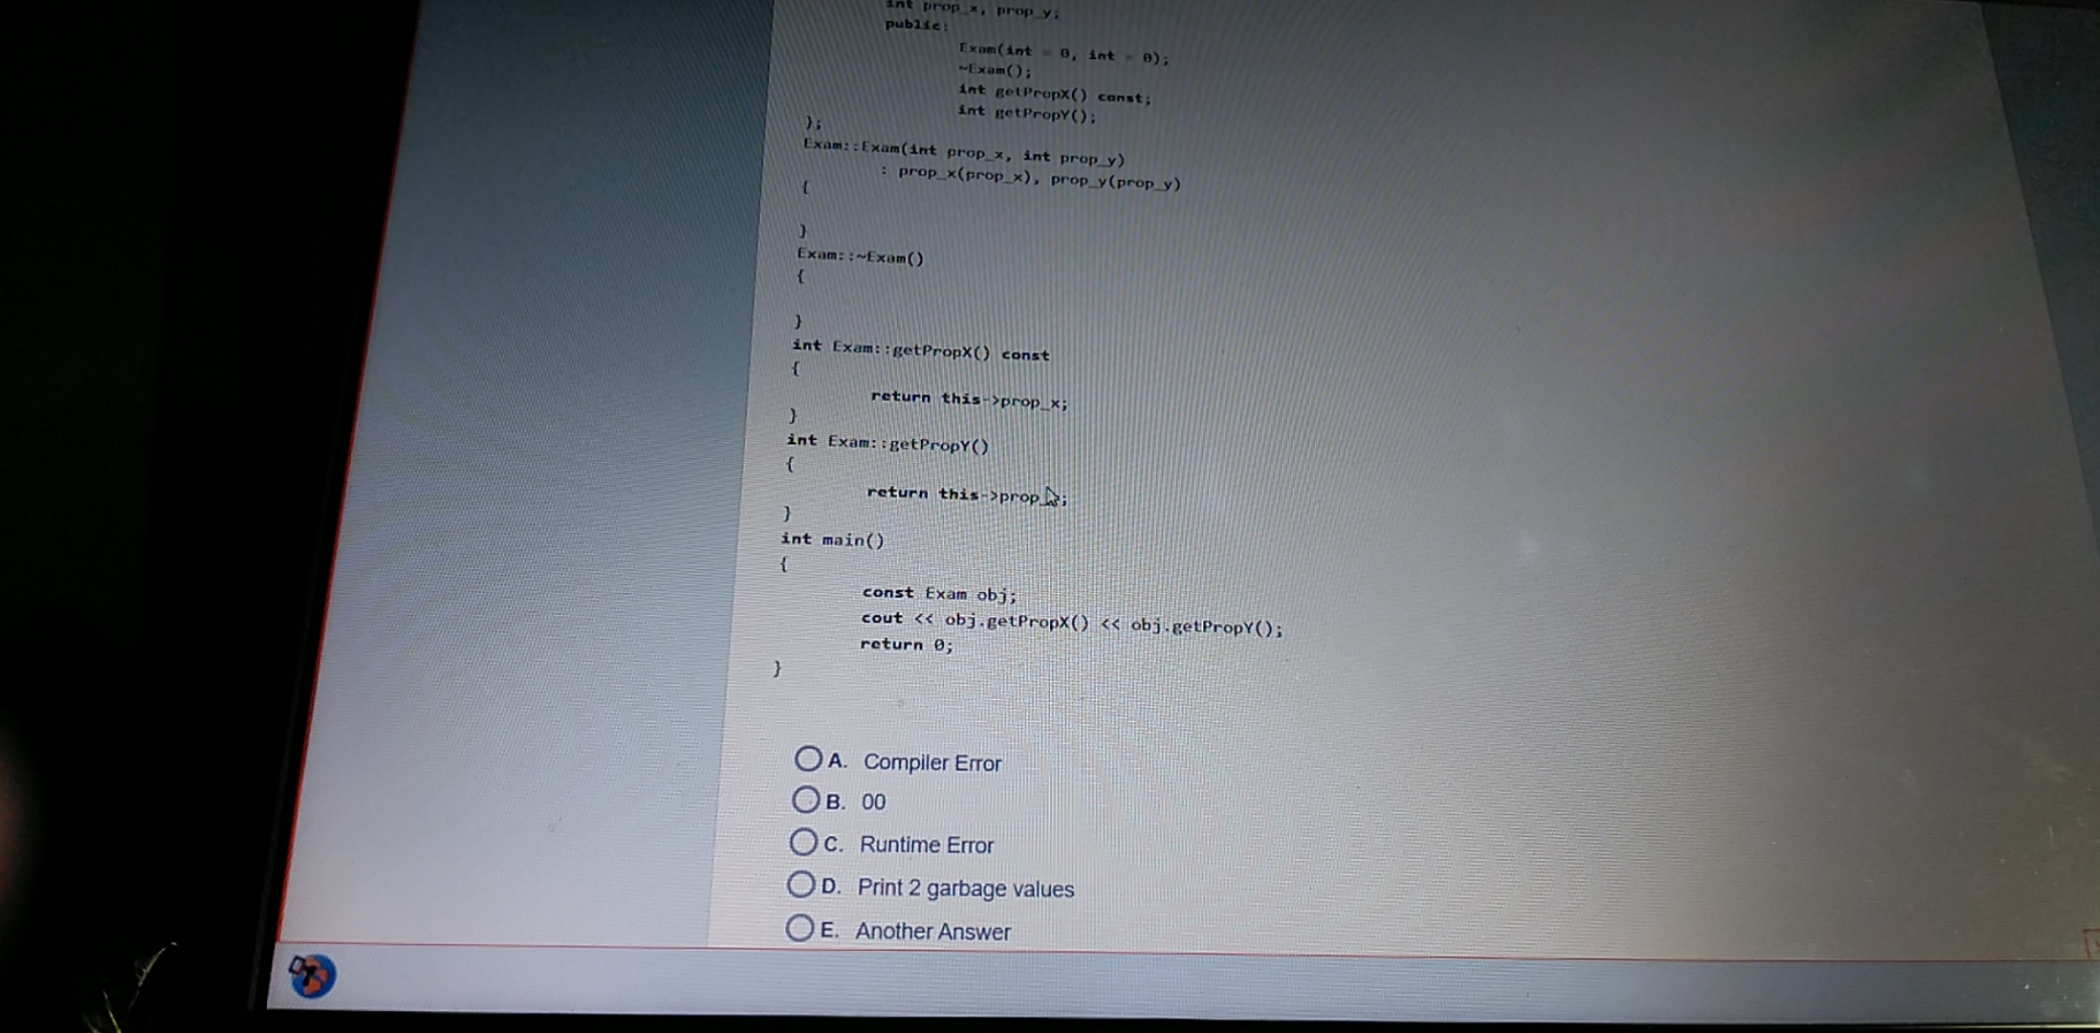 int prop_x, prop_y;
public:
Exam(int = 0, int = 0);
~Exam();
int getPropX() const;
int getPropY();
};
Exam::Exam(int prop_x, int prop_y)
: prop_x(prop_x), prop_y(prop_y)
{
}
Exam::~Exam()
{
}
int Exam::getPropX() const
{
return this->prop_x;
}
int Exam::getPropY()
{
return this->prop_;
}
int main()
{
const Exam obj;
cout << obj.getPropX() << obj.getPropY();
return 0;
}
A. Compiler Error
B. 00
C. Runtime Error
D. Print 2 garbage values
E. Another Answer